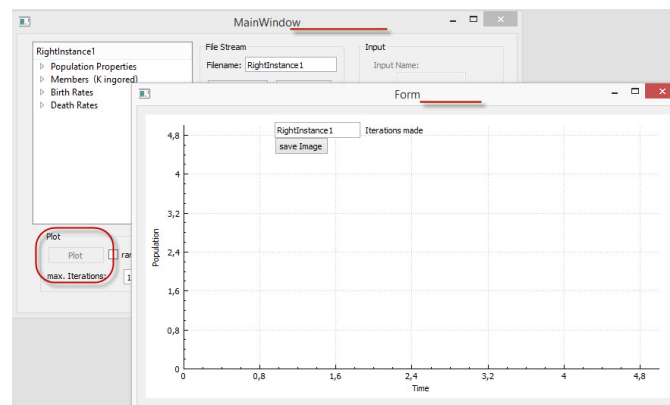 MainWindow
RightInstance1
Population Properties
Members (K ingored)
Birth Rates
Death Rates
File Stream
Filename: RightInstance1
Input
Input Name:
Plot
Plot
max. Iterations: 1
Form
RightInstance1 Iterations made
save Image
Population
4,8
4
3,2
2,4
1,6
0,8
0
0 0,8 1,6 2,4 3,2 4 4,8
Time